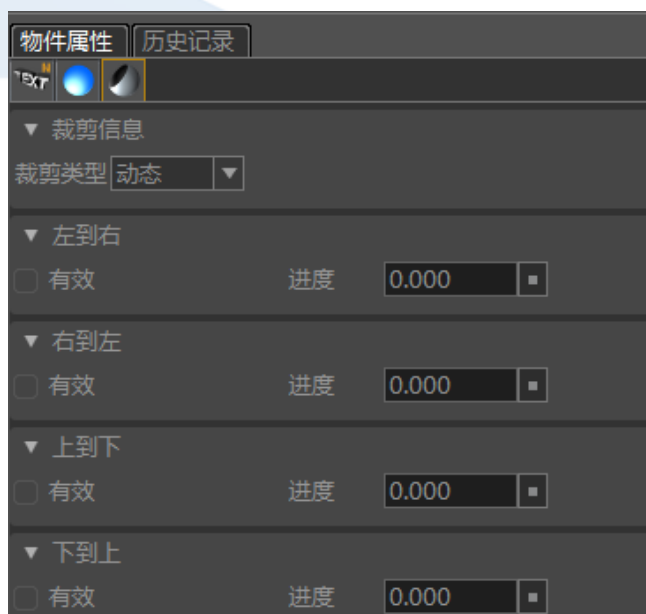 物件属性 历史记录
TEXT N
裁剪信息
裁剪类型 动态
左到右
有效 进度 0.000
右到左
有效 进度 0.000
上到下
有效 进度 0.000
下到上
有效 进度 0.000